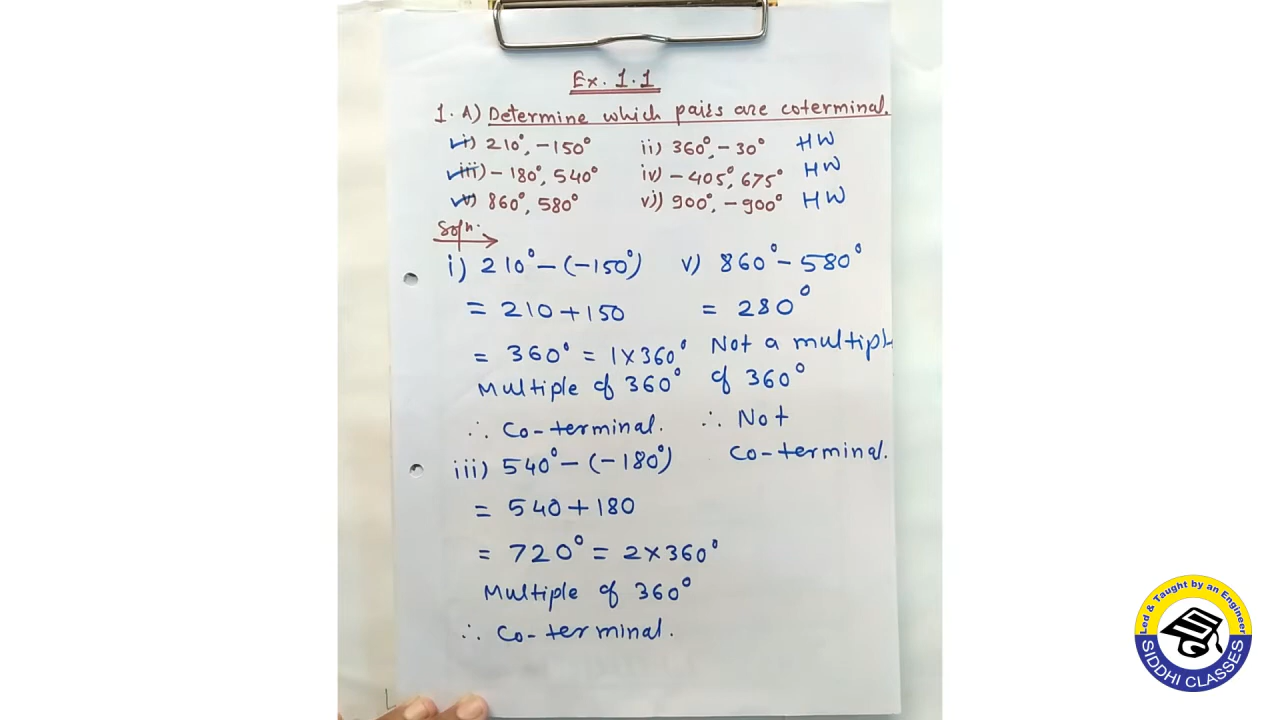 Ex. 1.1
1. A) Determine which pairs are coterminal.
i) 210°, -150° ii) 360°, -30° HW
iii) - 180°, 540° iv) - 405°, 675° HW
v) 860°, 580° vi) 900°, - 900° HW
Soln.
i) 210° - (-150°) v) 860° - 580°
= 210 + 150 = 280°
= 360° = 1 x 360° Not a multiple
Multiple of 360° of 360°
∴ Co-terminal. ∴ Not
Co-terminal.
iii) 540° - (- 180°)
= 540 + 180
= 720° = 2 x 360°
Multiple of 360°
∴ Co-terminal.
Led & Taught by an Engineer
SIDDHI CLASSES